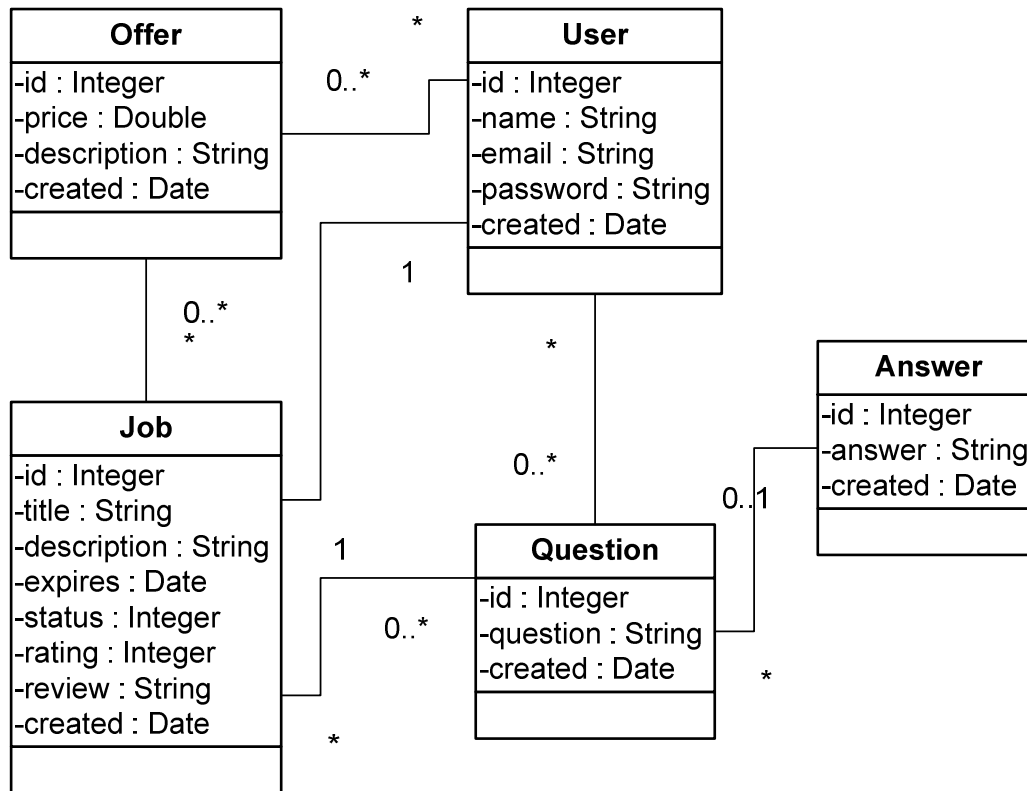 Offer
-id : Integer
-price : Double
-description : String
-created : Date
*
0..*
User
-id : Integer
-name : String
-email : String
-password : String
-created : Date
1
0..*
*
*
0..*
Answer
-id : Integer
-answer : String
-created : Date
0..1
*
Job
-id : Integer
-title : String
-description : String
-expires : Date
-status : Integer
-rating : Integer
-review : String
-created : Date
1
0..*
*
Question
-id : Integer
-question : String
-created : Date